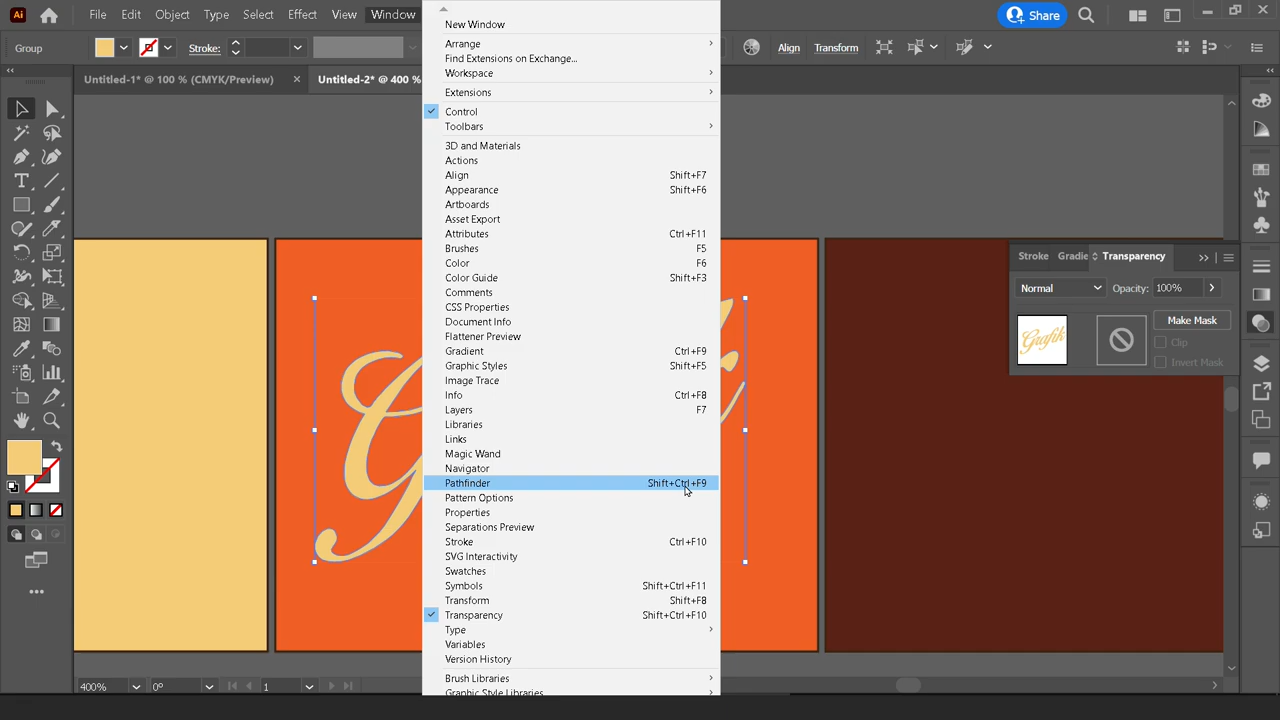 Ai File Edit Object Type Select Effect View Window Share
Group Stroke: Align Transform
Untitled-1* @ 100 % (CMYK/Preview) × Untitled-2* @ 400 %
New Window
Arrange
Find Extensions on Exchange...
Workspace
Extensions
Control
Toolbars
3D and Materials
Actions
Align Shift+F7
Appearance Shift+F6
Artboards
Asset Export
Attributes Ctrl+F11
Brushes F5
Color F6
Color Guide Shift+F3
Comments
CSS Properties
Document Info
Flattener Preview
Gradient Ctrl+F9
Graphic Styles Shift+F5
Image Trace
Info Ctrl+F8
Layers F7
Libraries
Links
Magic Wand
Navigator
Pathfinder Shift+Ctrl+F9
Pattern Options
Properties
Separations Preview
Stroke Ctrl+F10
SVG Interactivity
Swatches
Symbols Shift+Ctrl+F11
Transform Shift+F8
Transparency Shift+Ctrl+F10
Type
Variables
Version History
Brush Libraries
Graphic Style Libraries
Stroke Gradie Transparency
Normal Opacity: 100%
Grafik
Make Mask
Clip
Invert Mask
G
400% 0° 1